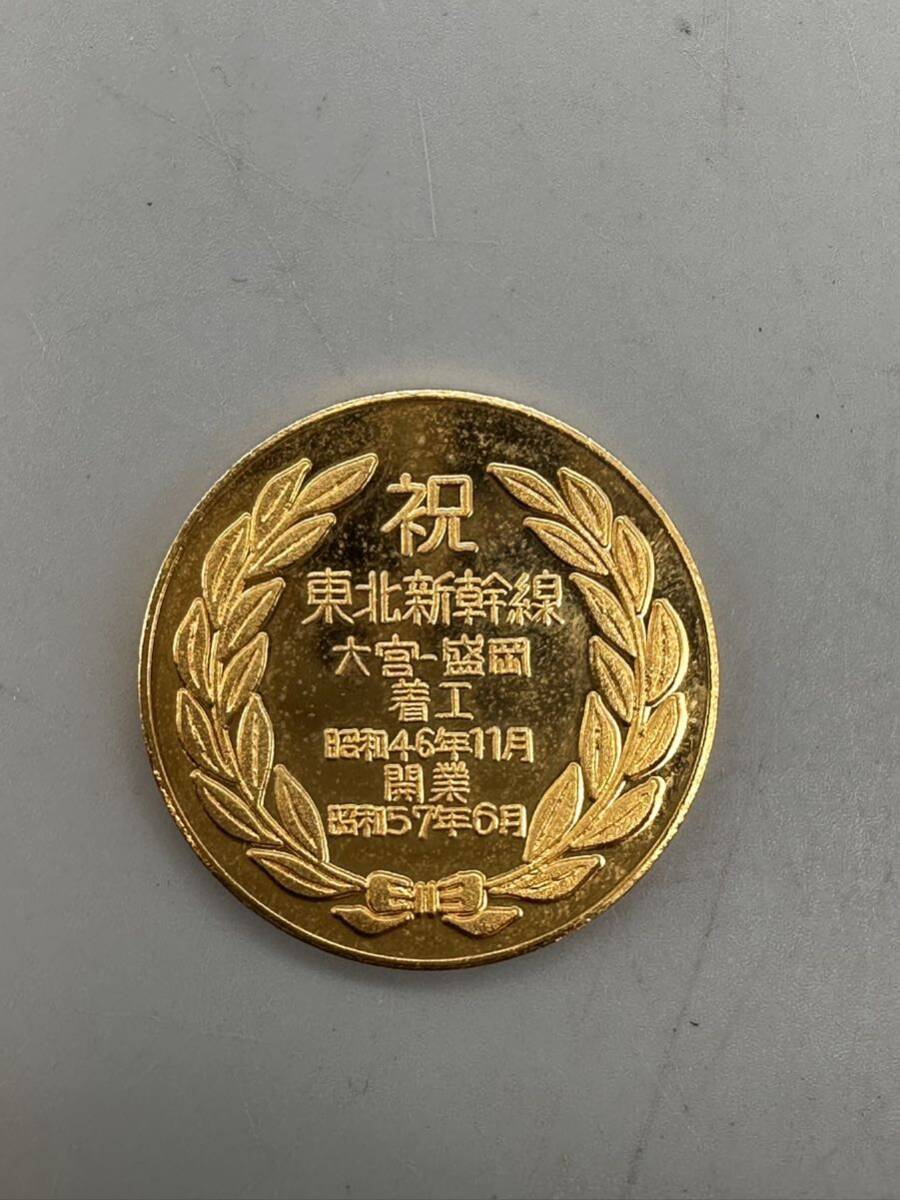 祝
東北新幹線
大宮-盛岡
着工
昭和46年11月
開業
昭和57年6月